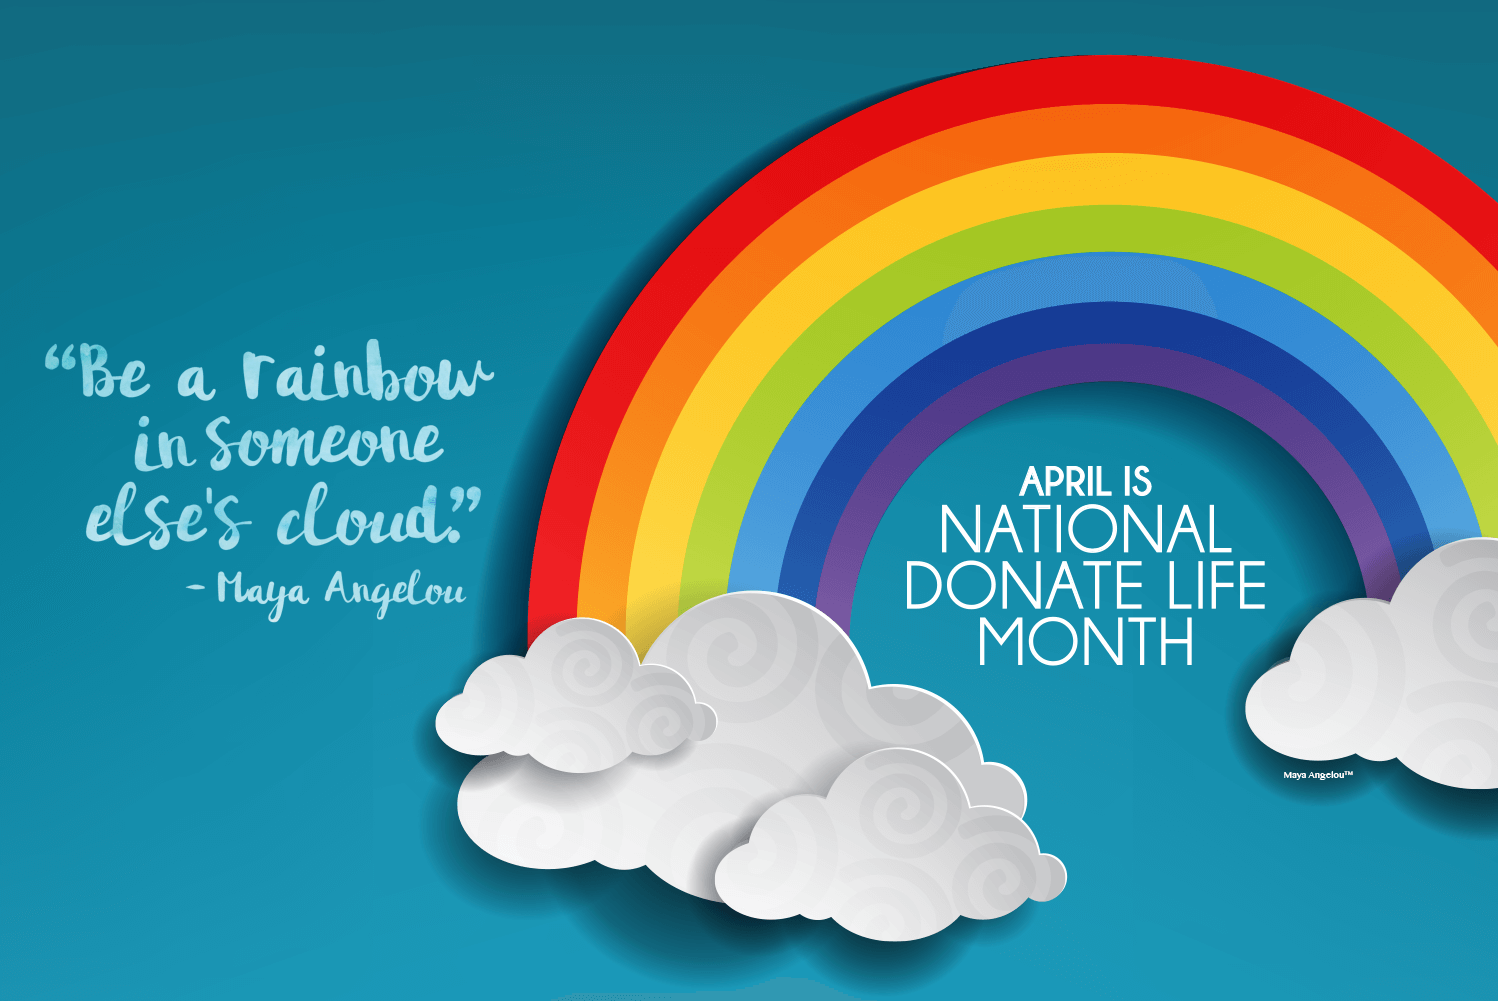 “Be a rainbow
in someone
else's cloud.”
- Maya Angelou
APRIL IS
NATIONAL
DONATE LIFE
MONTH
Maya Angelou™